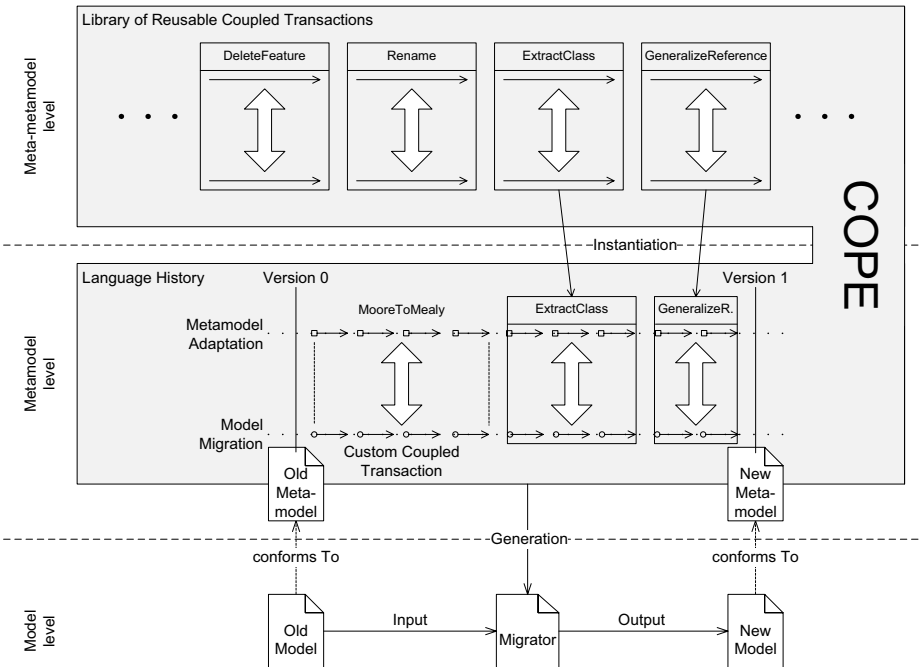 Library of Reusable Coupled Transactions
DeleteFeature
Rename
ExtractClass
GeneralizeReference
Meta-metamodel
level
COPE
Instantiation
Language History
Version 0
Version 1
MooreToMealy
ExtractClass
GeneralizeR.
Metamodel
Adaptation
Metamodel
level
Model
Migration
Custom Coupled
Transaction
Old
Meta-
model
New
Meta-
model
Generation
conforms To
conforms To
Model
level
Old
Model
Input
Migrator
Output
New
Model